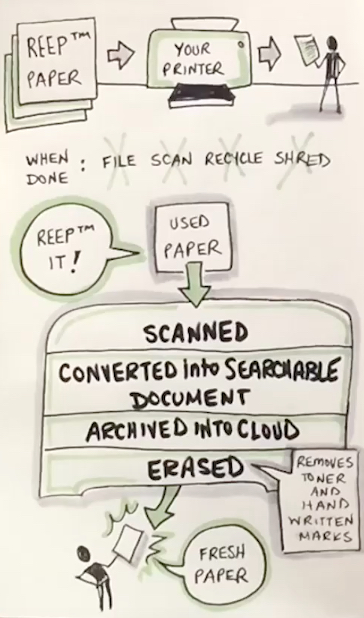 REEP™
PAPER
YOUR
PRINTER
WHEN
DONE : FILE SCAN RECYCLE SHRED
REEP™
IT!
USED
PAPER
SCANNED
CONVERTED into SEARCHABLE
DOCUMENT
ARCHIVED INTO CLOUD
ERASED
REMOVES
TONER
AND
HAND
WRITTEN
MARKS
FRESH
PAPER